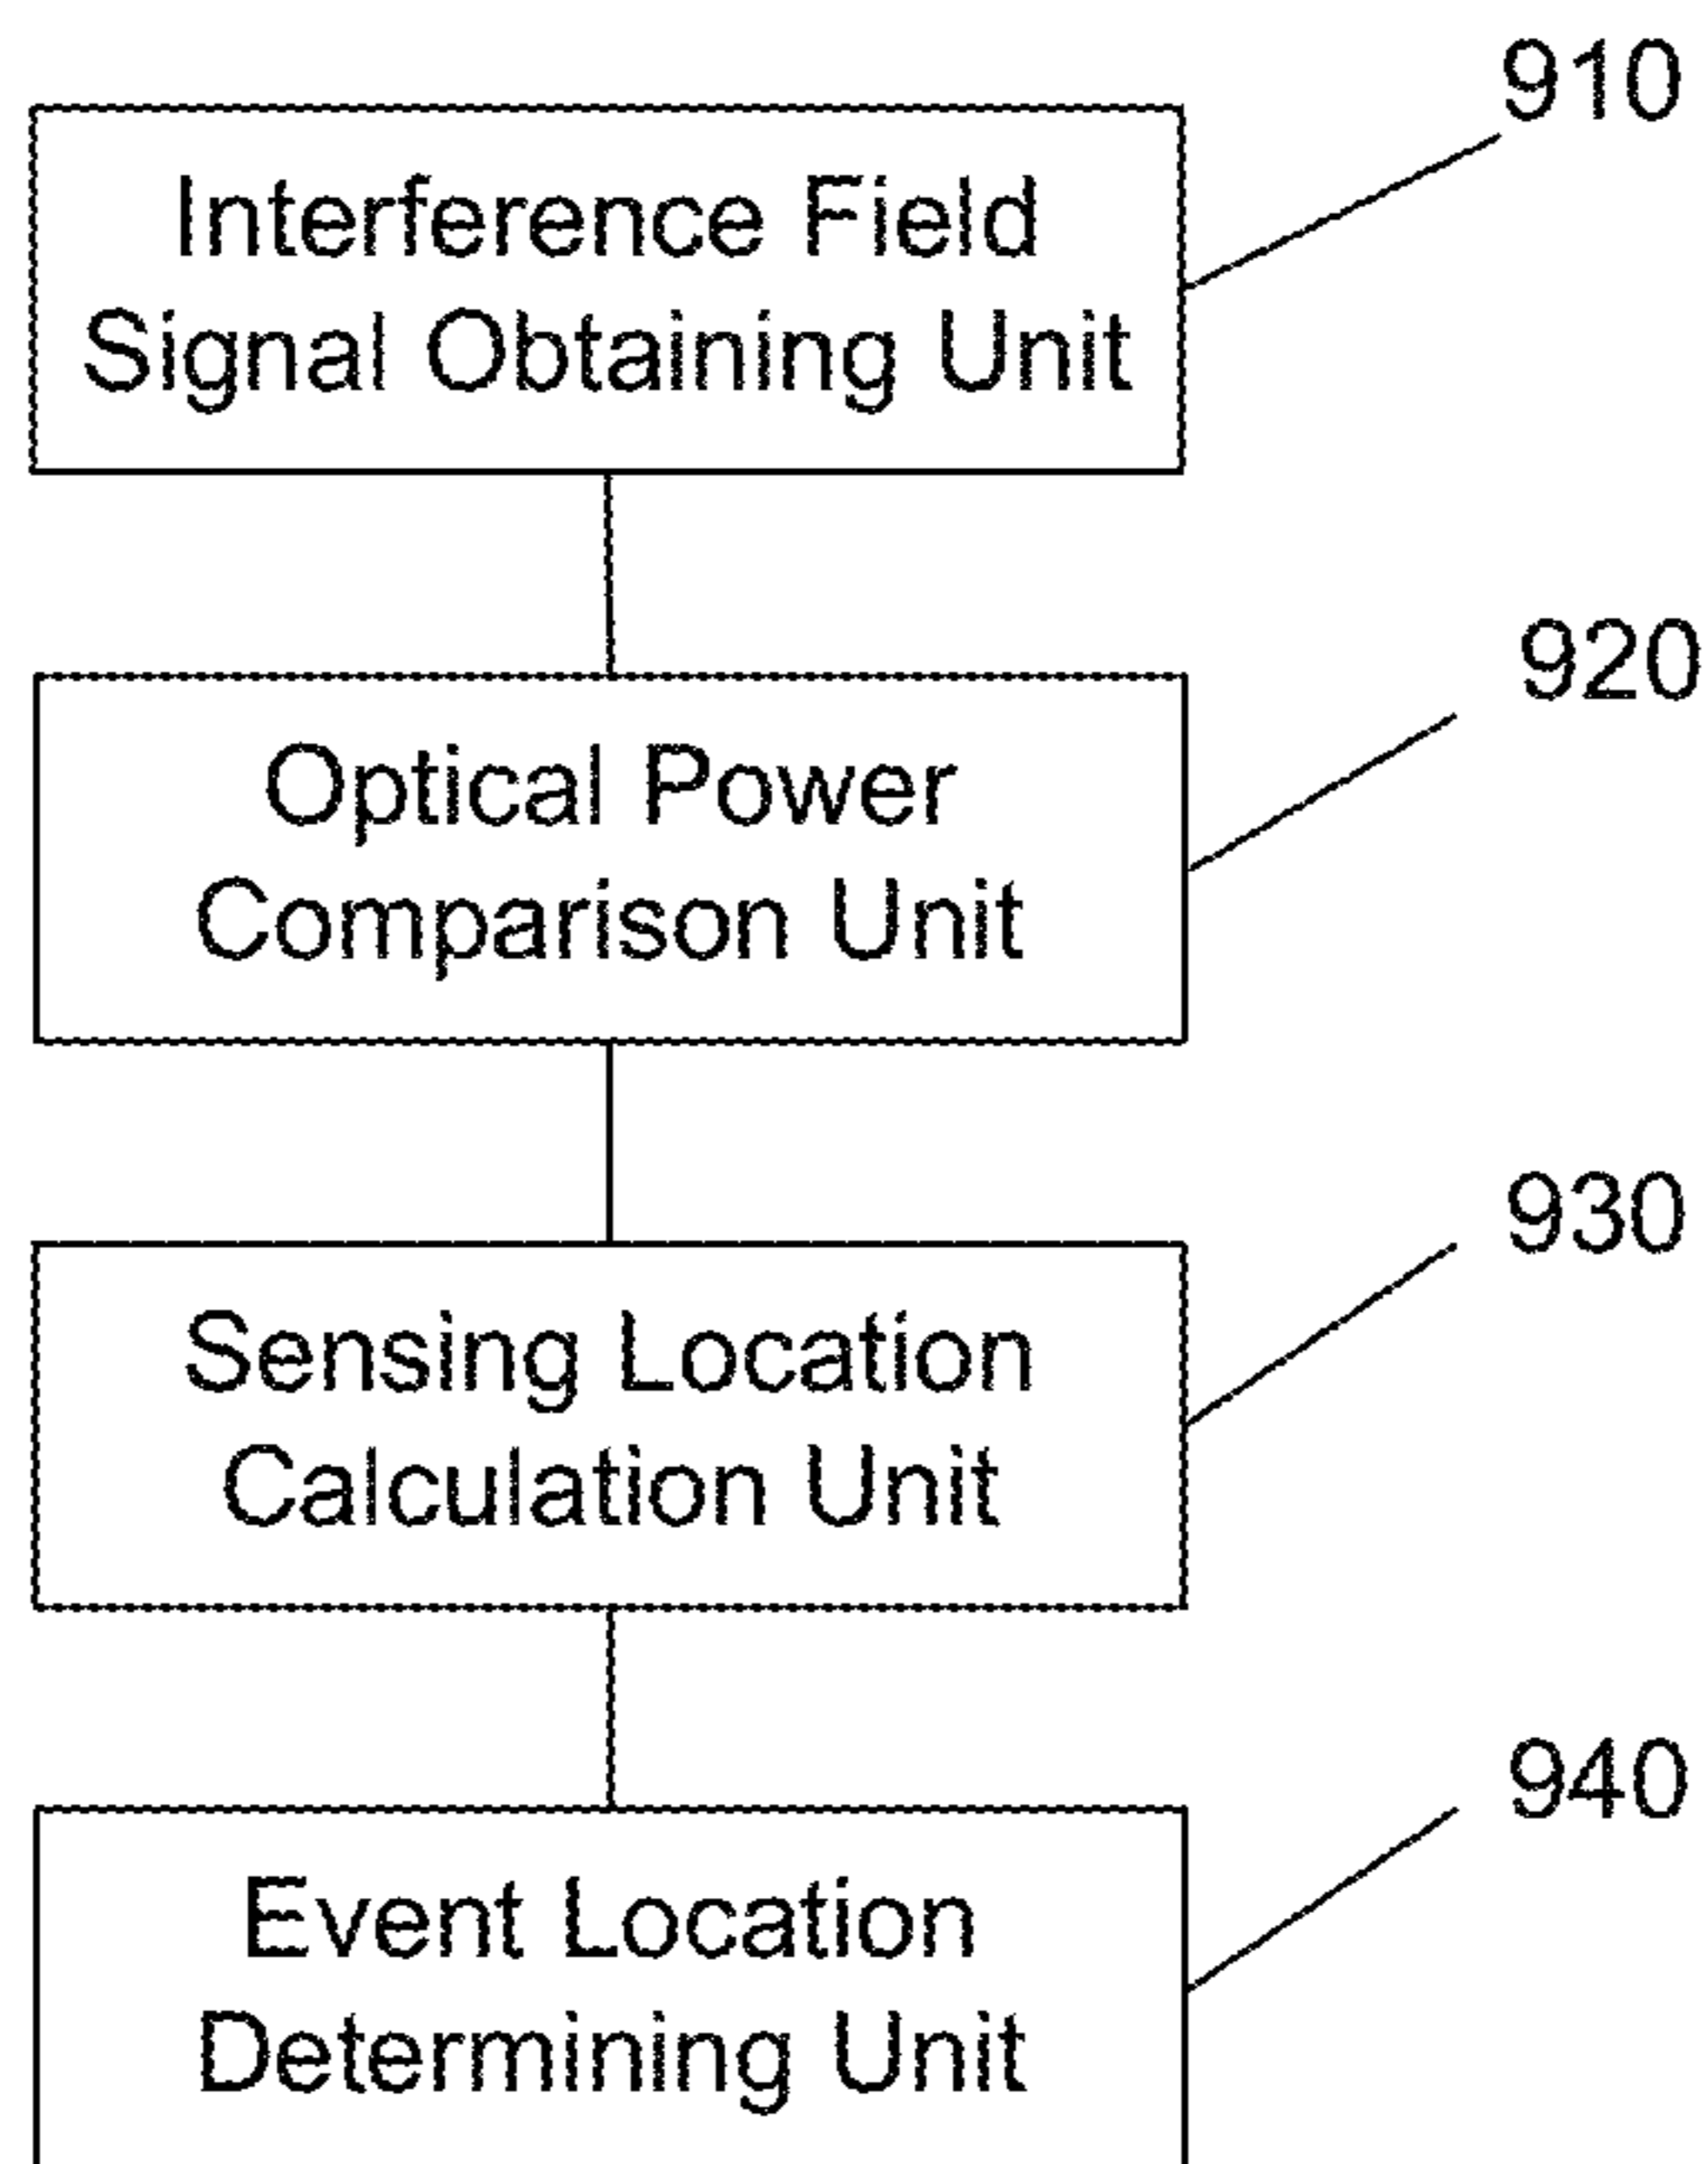 910
Interference Field
Signal Obtaining Unit
920
Optical Power
Comparison Unit
930
Sensing Location
Calculation Unit
940
Event Location
Determining Unit